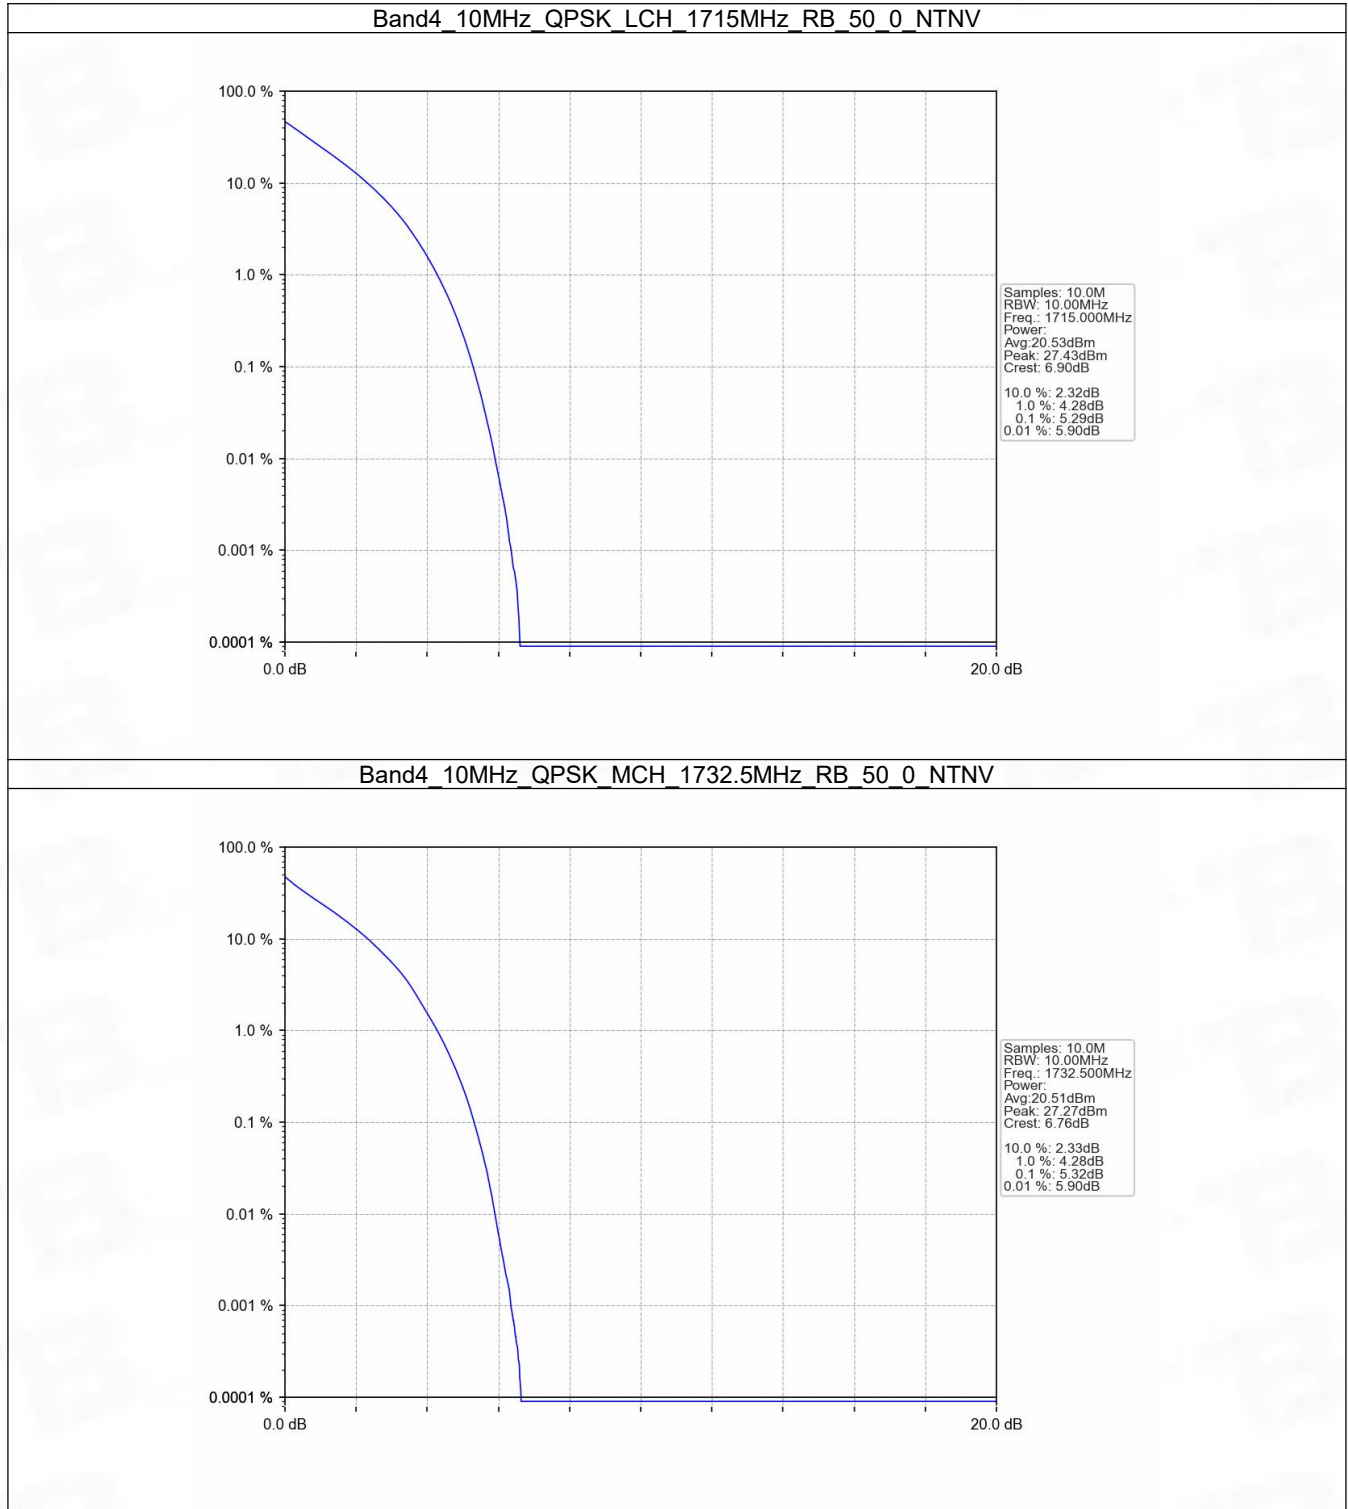 Band4_10MHz_QPSK_LCH_1715MHz_RB_50_0_NTNV
100.0 %
10.0 %
1.0 %
0.1 %
0.01 %
0.001 %
0.0001 %
0.0 dB
20.0 dB
Samples: 10.0M
RBW: 10.00MHz
Freq.: 1715.000MHz
Power:
Avg:20.53dBm
Peak: 27.43dBm
Crest: 6.90dB
10.0 %: 2.32dB
1.0 %: 4.28dB
0.1 %: 5.29dB
0.01 %: 5.90dB
Band4_10MHz_QPSK_MCH_1732.5MHz_RB_50_0_NTNV
100.0 %
10.0 %
1.0 %
0.1 %
0.01 %
0.001 %
0.0001 %
0.0 dB
20.0 dB
Samples: 10.0M
RBW: 10.00MHz
Freq.: 1732.500MHz
Power:
Avg:20.51dBm
Peak: 27.27dBm
Crest: 6.76dB
10.0 %: 2.33dB
1.0 %: 4.28dB
0.1 %: 5.32dB
0.01 %: 5.90dB